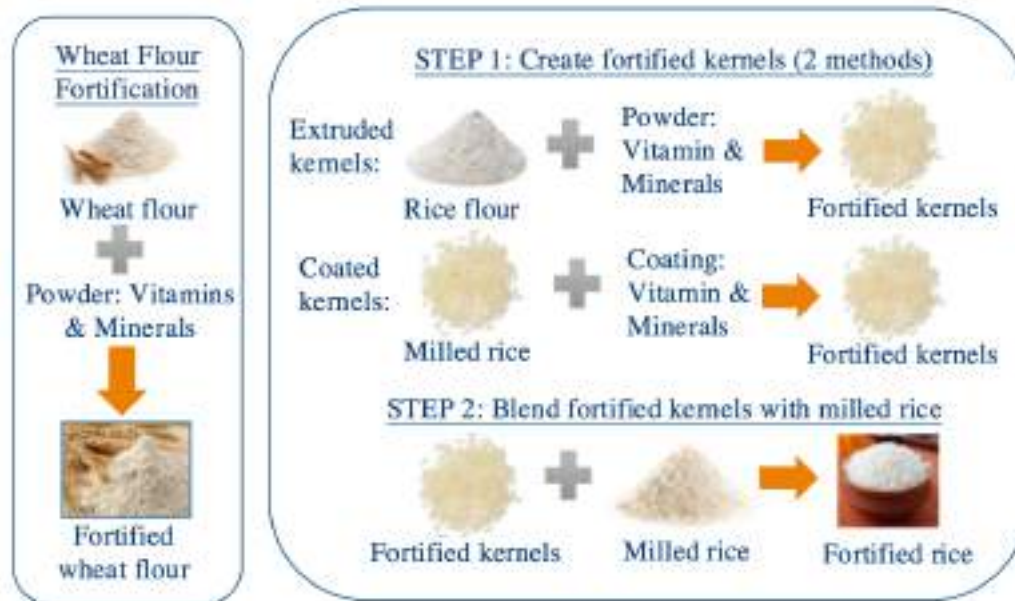 Wheat Flour
Fortification
Wheat flour
Powder: Vitamins
& Minerals
Fortified
wheat flour
STEP 1: Create fortified kernels (2 methods)
Extruded
kernels:
Rice flour
Powder:
Vitamin &
Minerals
Fortified kernels
Coated
kernels:
Milled rice
Coating:
Vitamin &
Minerals
Fortified kernels
STEP 2: Blend fortified kernels with milled rice
Fortified kernels
Milled rice
Fortified rice